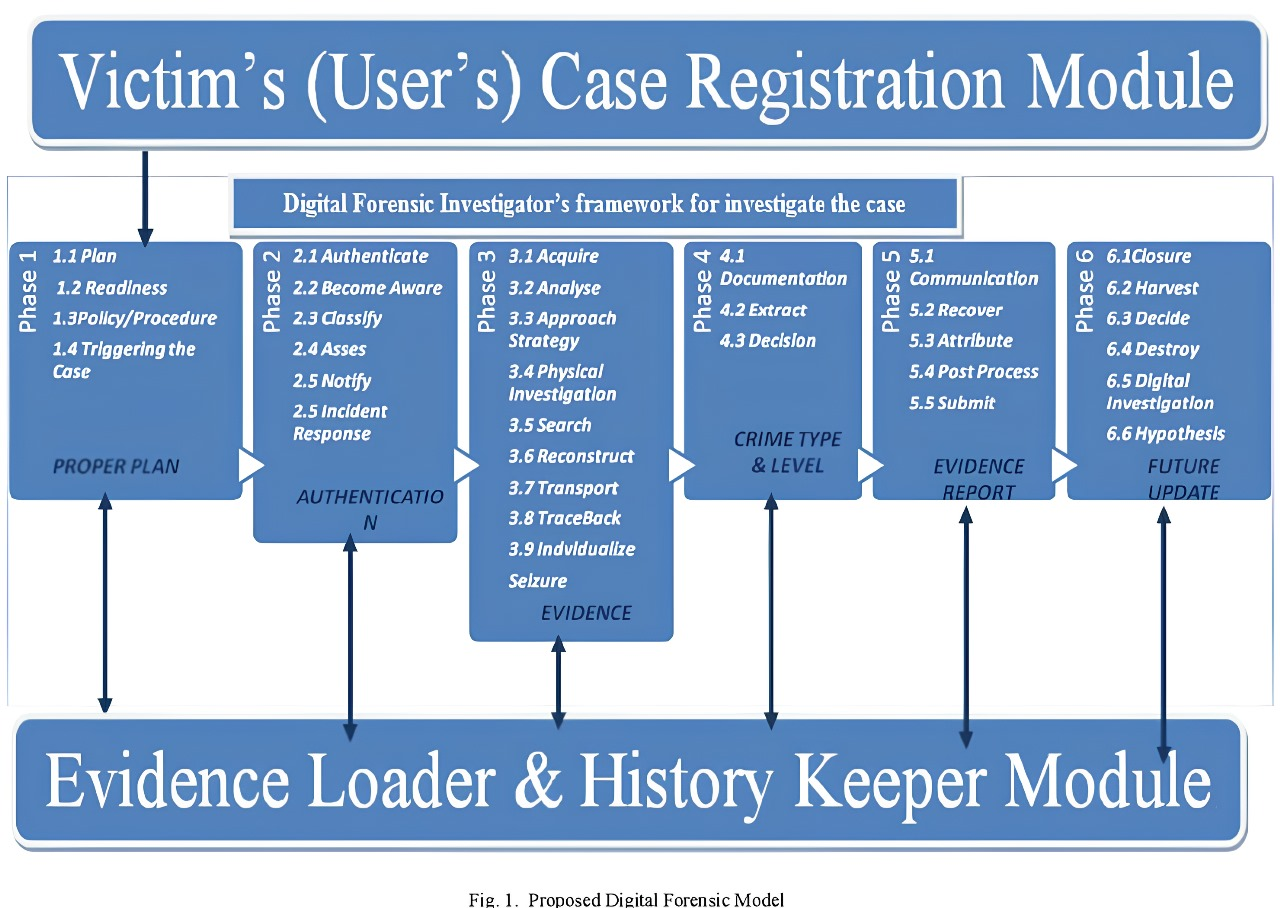 Victim's (User's) Case Registration Module
Digital Forensic Investigator's framework for investigate the case
Phase 1
1.1 Plan
1.2 Readiness
1.3Policy/Procedure
1.4 Triggering the
Case
PROPER PLAN
Phase 2
2.1 Authenticate
2.2 Become Aware
2.3 Classify
2.4 Asses
2.5 Notify
2.5 Incident
Response
AUTHENTICATIO
N
Phase 3
3.1 Acquire
3.2 Analyse
3.3 Approach
Strategy
3.4 Physical
Investigation
3.5 Search
3.6 Reconstruct
3.7 Transport
3.8 TraceBack
3.9 Indvidualize
Seizure
EVIDENCE
Phase 4
4.1
Documentation
4.2 Extract
4.3 Decision
CRIME TYPE
& LEVEL
Phase 5
5.1
Communication
5.2 Recover
5.3 Attribute
5.4 Post Process
5.5 Submit
EVIDENCE
REPORT
Phase 6
6.1Closure
6.2 Harvest
6.3 Decide
6.4 Destroy
6.5 Digital
Investigation
6.6 Hypothesis
FUTURE
UPDATE
Evidence Loader & History Keeper Module
Fig. 1. Proposed Digital Forensic Model